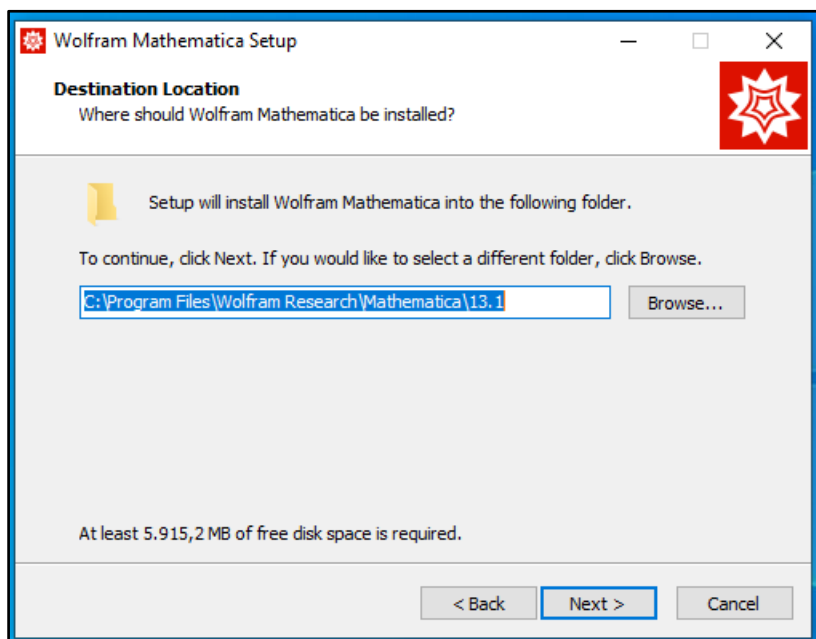 Wolfram Mathematica Setup
Destination Location
Where should Wolfram Mathematica be installed?
Setup will install Wolfram Mathematica into the following folder.
To continue, click Next. If you would like to select a different folder, click Browse.
C:\Program Files\Wolfram Research\Mathematica\13.1
Browse...
At least 5.915,2 MB of free disk space is required.
< Back Next > Cancel